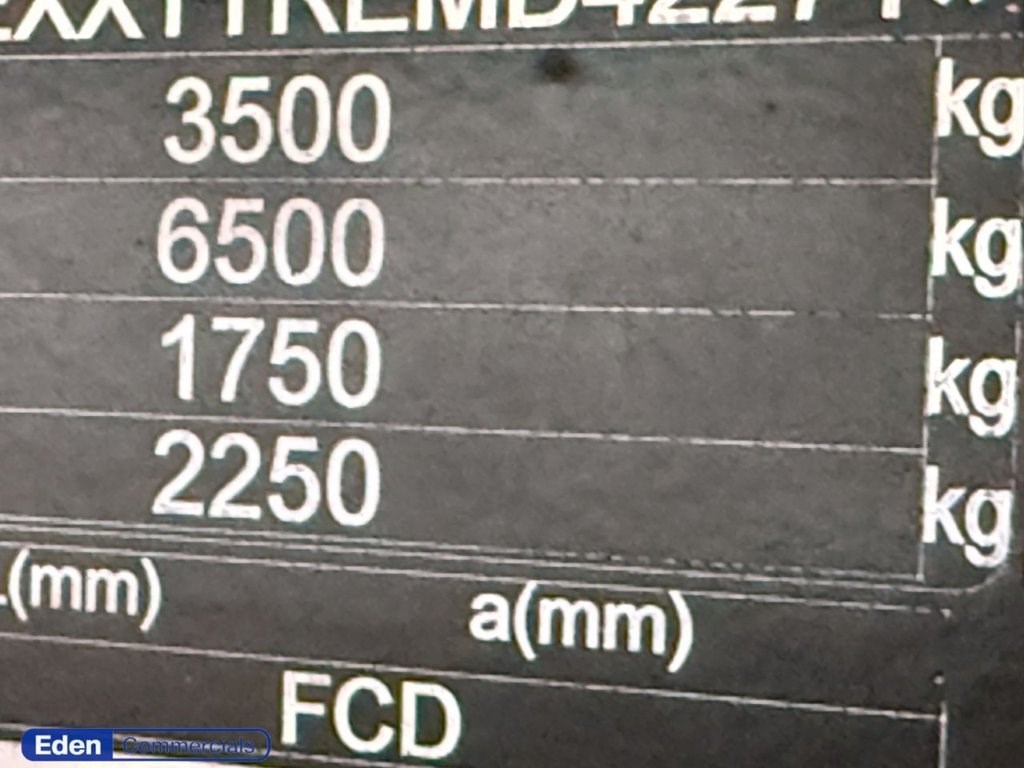 3500 kg
6500 kg
1750 kg
2250 kg
(mm) a(mm)
FCD
Eden Commercials